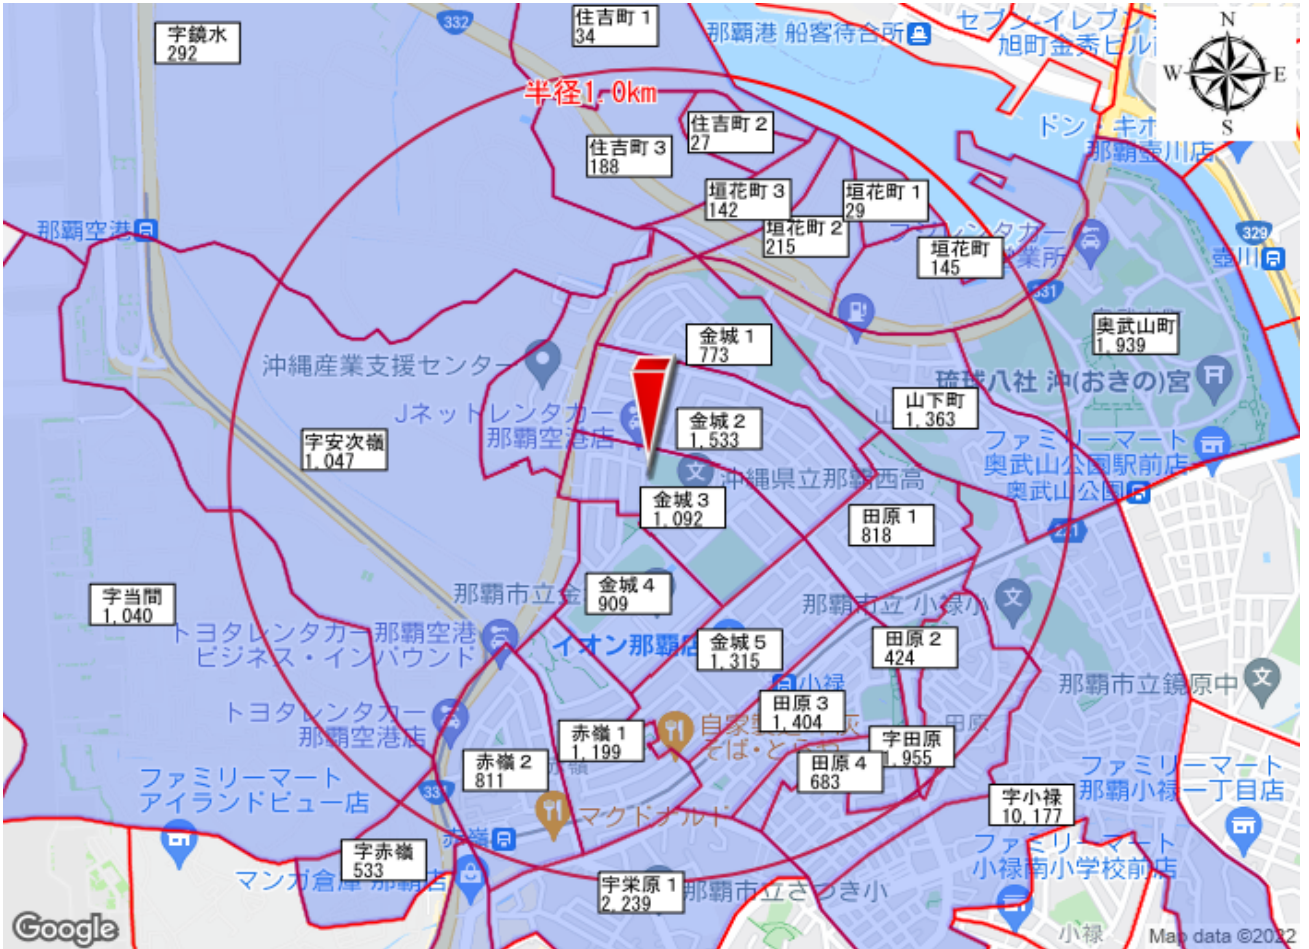 住吉町１
34
332
那覇港 船客待合所
セブン-イレブン
旭町金秀ビル前
N
W
E
S
字鏡水
292
半径1.0km
住吉町２
27
ドン・キホ
那覇壺川店
住吉町３
188
垣花町３
142
垣花町１
29
垣花町２
215
那覇空港
329
壺川
垣花町
145
営業所
331
奥武山町
1,939
金城１
773
沖縄産業支援センター
琉球八社 沖(おきの)宮
Jネットレンタカー
那覇空港店
金城２
1,533
山下町
1,363
字安次嶺
1,047
ファミリーマート
奥武山公園駅前店
奥武山公園
沖縄県立那覇西高
金城３
1,092
田原１
818
221
字当間
1,040
那覇市立金
金城４
909
那覇市立 小禄小
トヨタレンタカー那覇空港
ビジネス・インバウンド
イオン那覇店
金城５
1,315
田原２
424
小禄
那覇市立鏡原中
トヨタレンタカー
那覇空港店
田原３
1,404
赤嶺１
1,199
字田原
1,955
田原
赤嶺２
811
田原４
683
ファミリーマート
アイランドビュー店
331
マクドナルド
字小禄
10,177
ファミリーマート
那覇小禄一丁目店
赤嶺
字赤嶺
533
マンガ倉庫 那覇店
ファミリーマート
小禄南小学校前店
宇栄原１
2,239
那覇市立さつき小
小禄
Google
Map data ©2022